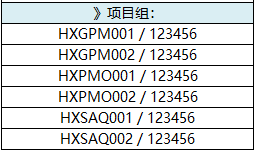 》项目组：
HXGPM001 / 123456
HXGPM002 / 123456
HXPMO001 / 123456
HXPMO002 / 123456
HXSAQ001 / 123456
HXSAQ002 / 123456